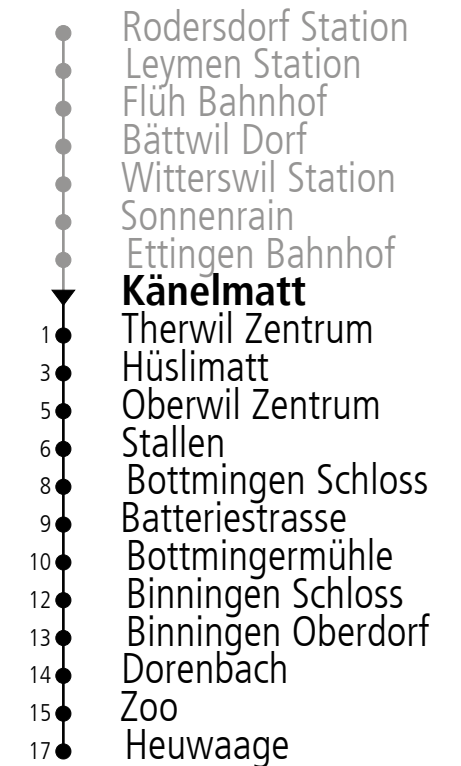 Rodersdorf Station
Leymen Station
Flüh Bahnhof
Bättwil Dorf
Witterswil Station
Sonnenrain
Ettingen Bahnhof
Känelmatt
1 Therwil Zentrum
3 Hüslimatt
5 Oberwil Zentrum
6 Stallen
8 Bottmingen Schloss
9 Batteriestrasse
10 Bottmingermühle
12 Binningen Schloss
13 Binningen Oberdorf
14 Dorenbach
15 Zoo
17 Heuwaage